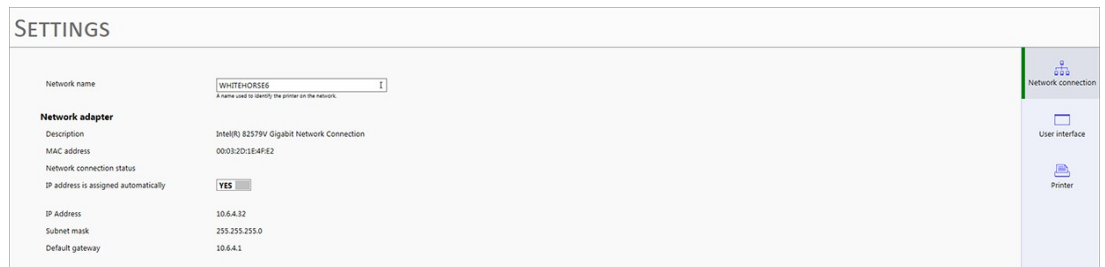 SETTINGS
Network name WHITEHORSE6
A name used to identify the printer on the network.
Network adapter
Description Intel(R) 82579V Gigabit Network Connection
MAC address 00:03:2D:1E:4F:E2
Network connection status
IP address is assigned automatically YES
IP Address 10.6.4.32
Subnet mask 255.255.255.0
Default gateway 10.6.4.1
Network connection
User interface
Printer